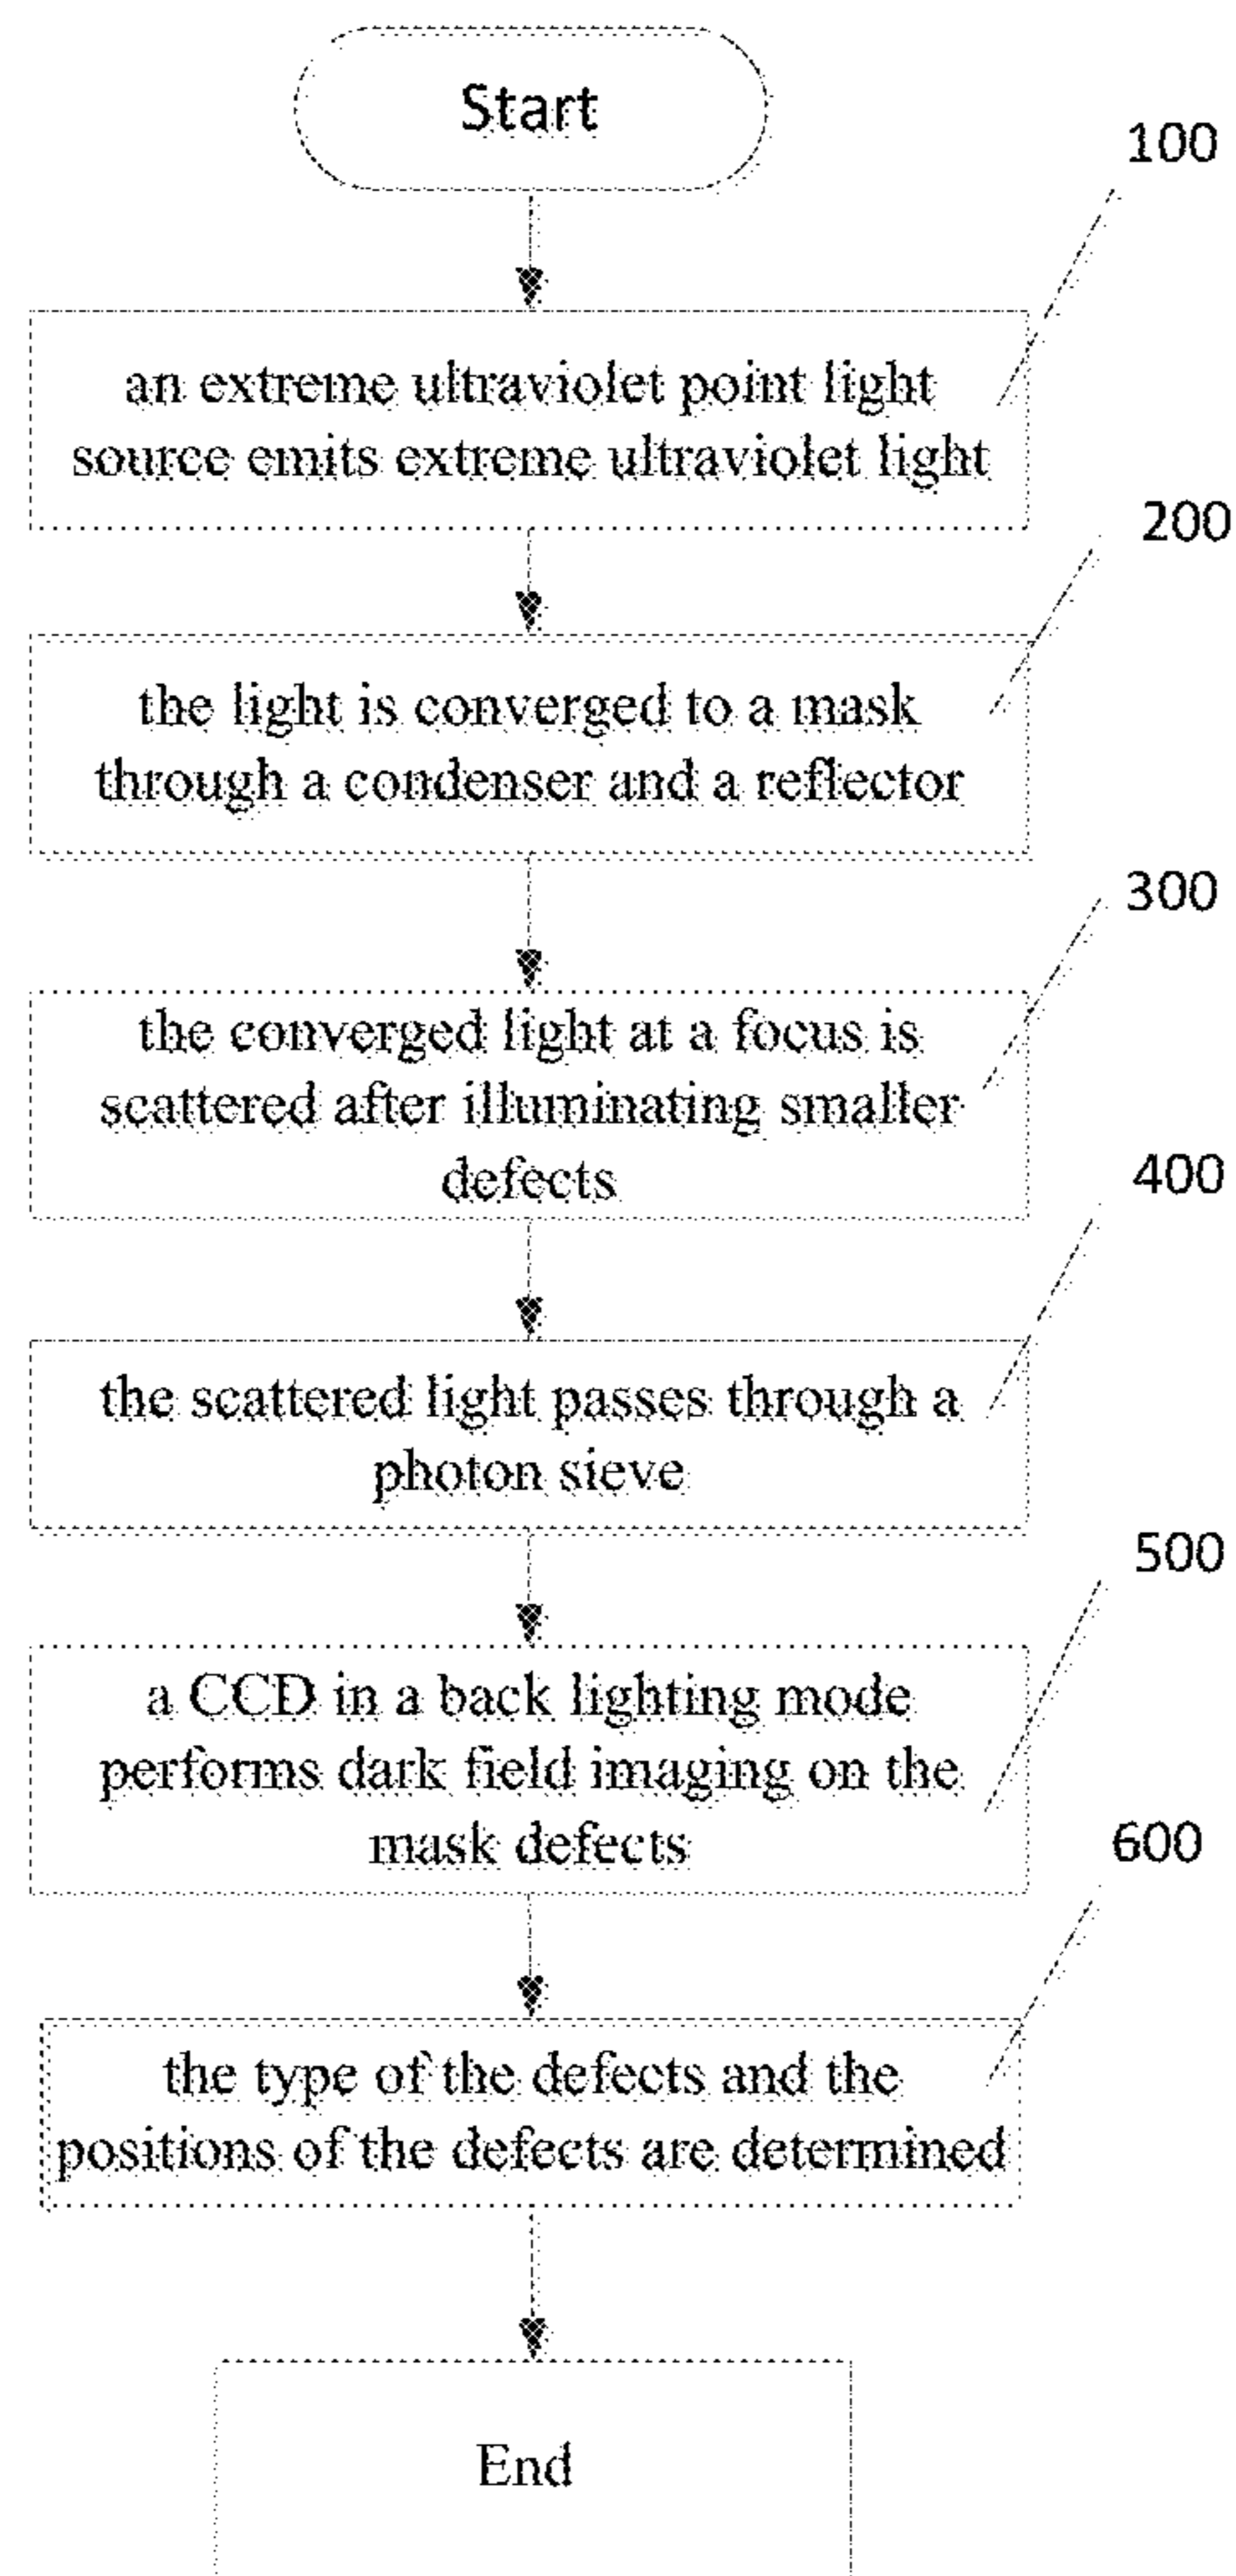 Start
100
an extreme ultraviolet point light
source emits extreme ultraviolet light
200
the light is converged to a mask
through a condenser and a reflector
300
the converged light at a focus is
scattered after illuminating smaller
defects
400
the scattered light passes through a
photon sieve
500
a CCD in a back lighting mode
performs dark field imaging on the
mask defects
600
the type of the defects and the
positions of the defects are determined
End